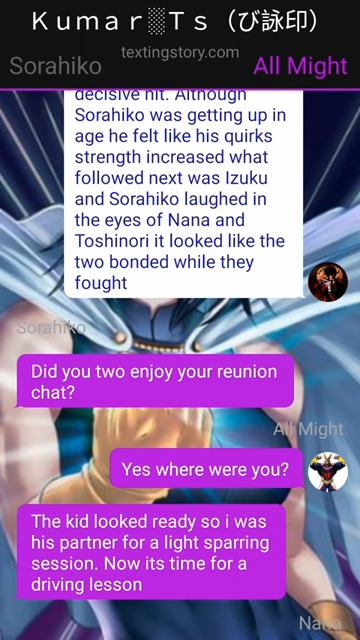 Ｋｕｍａｒ░Ｔｓ（び詠印）
textingstory.com
Sorahiko All Might
decisive hit. Although
Sorahiko was getting up in
age he felt like his quirks
strength increased what
followed next was Izuku
and Sorahiko laughed in
the eyes of Nana and
Toshinori it looked like the
two bonded while they
fought
Sorahiko
Did you two enjoy your reunion
chat?
All Might
Yes where were you?
The kid looked ready so i was
his partner for a light sparring
session. Now its time for a
driving lesson
Nana